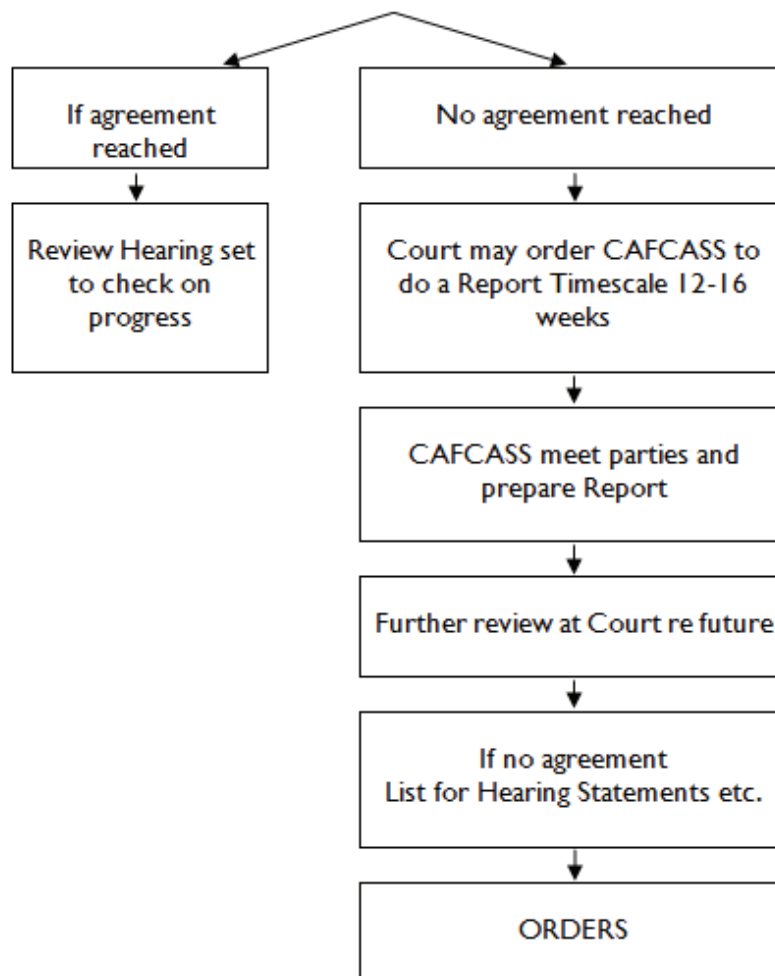 If agreement
reached
No agreement reached
Review Hearing set
to check on
progress
Court may order CAFCASS to
do a Report Timescale 12-16
weeks
CAFCASS meet parties and
prepare Report
Further review at Court re future
If no agreement
List for Hearing Statements etc.
ORDERS